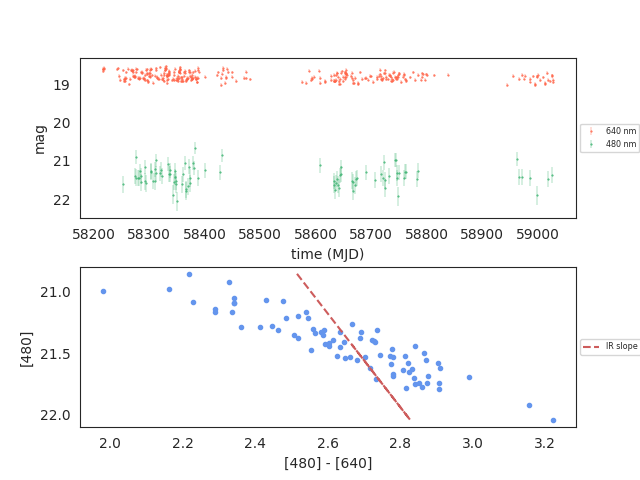 19
20
21
22
mag
58200 58300 58400 58500 58600 58700 58800 58900 59000
time (MJD)
640 nm
480 nm
21.0
21.5
22.0
[480]
2.0 2.2 2.4 2.6 2.8 3.0 3.2
[480] - [640]
IR slope